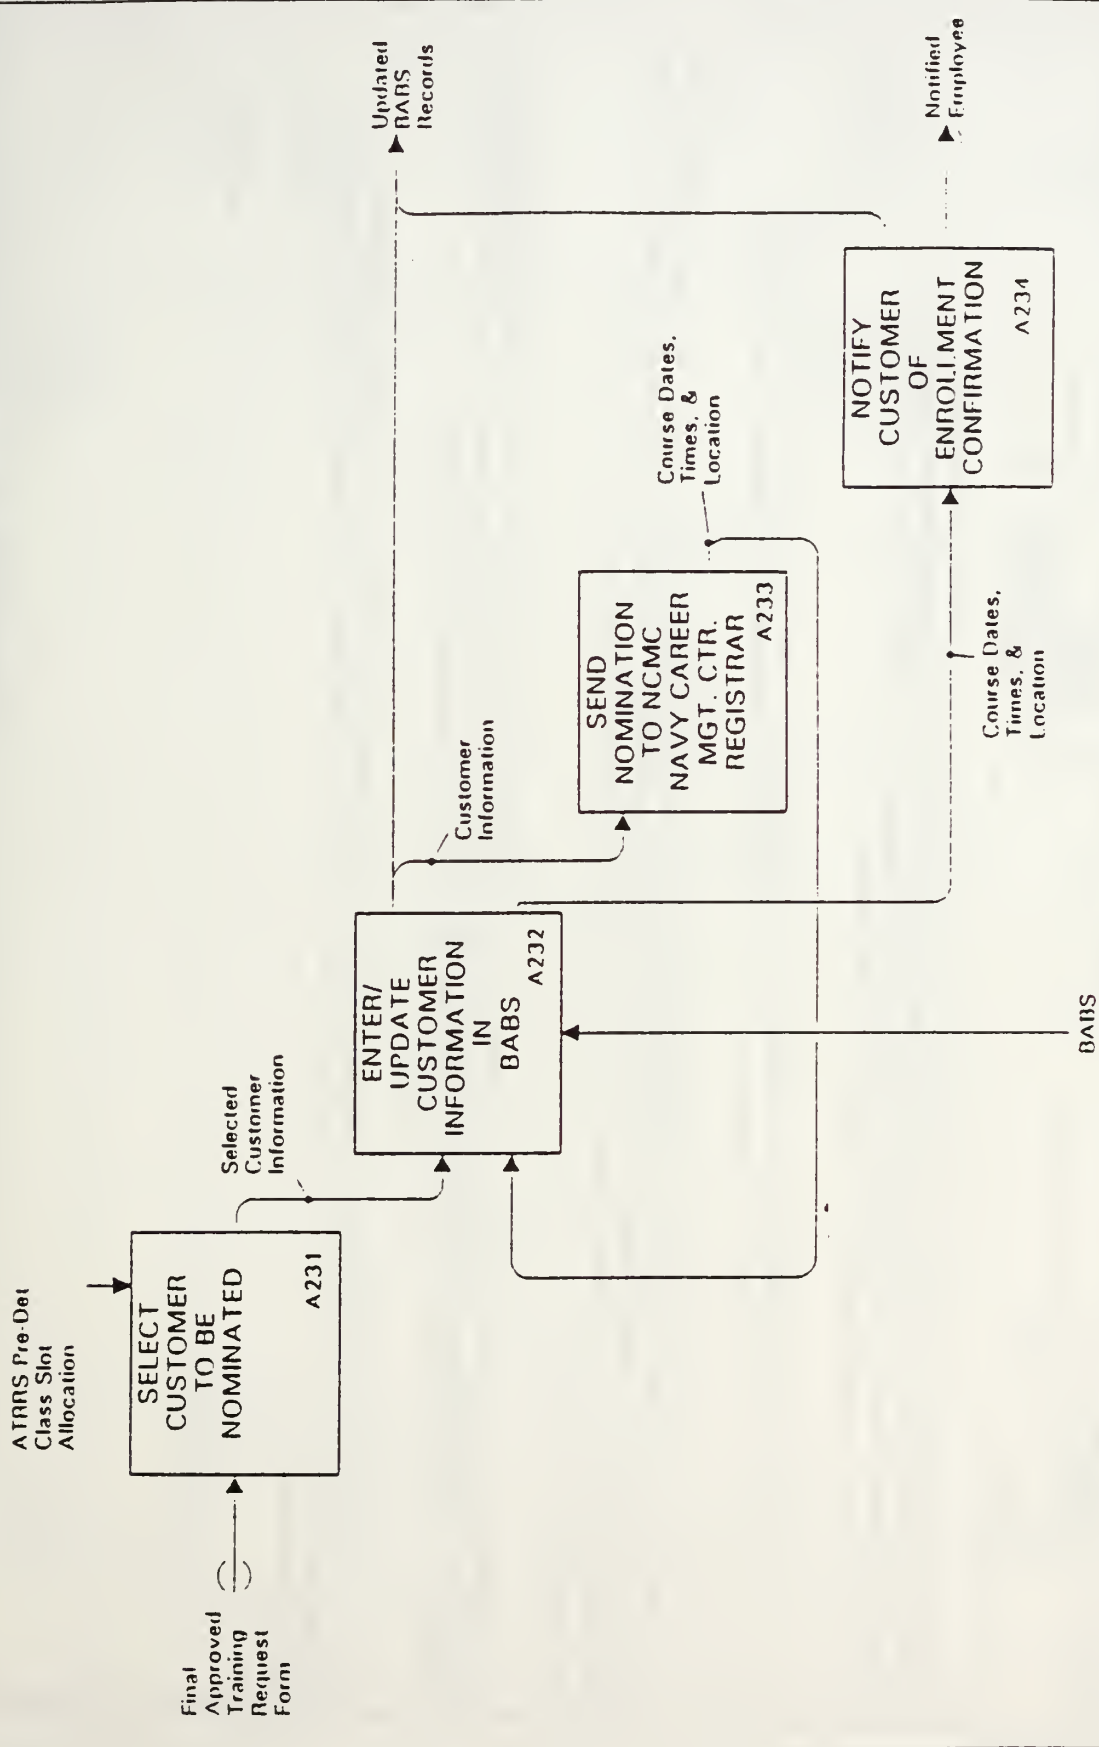 ATRRS Pre-Det
Class Slot
Allocation
Final
Approved
Training
Request
Form
SELECT
CUSTOMER
TO BE
NOMINATED
A231
Selected
Customer
Information
ENTER/
UPDATE
CUSTOMER
INFORMATION
IN
BABS
A232
BABS
Customer
Information
SEND
NOMINATION
TO NCMC
NAVY CAREER
MGT. CTR.
REGISTRAR
A233
Course Dates,
Times, &
Location
Course Dates,
Times, &
Location
NOTIFY
CUSTOMER
OF
ENROLLMENT
CONFIRMATION
A234
Updated
BABS
Records
Notified
Employee